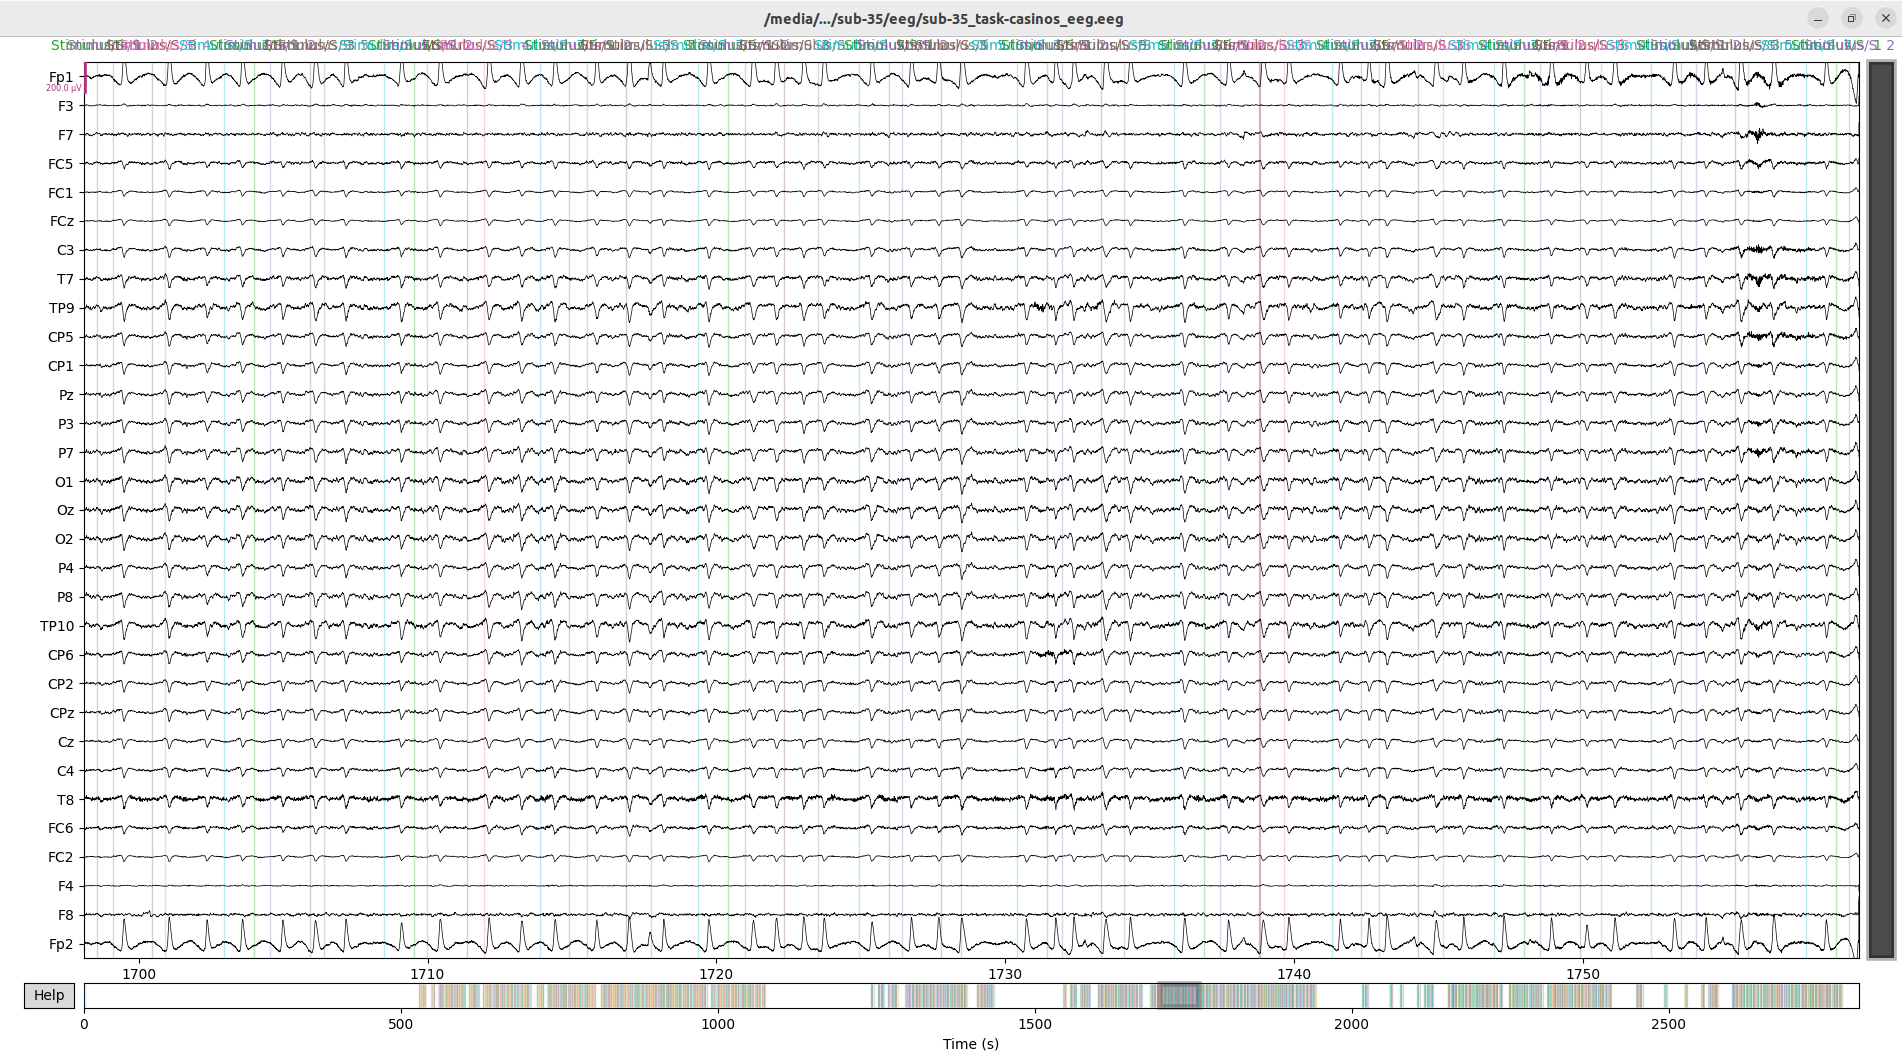 /media/.../sub-35/eeg/sub-35_task-casinos_eeg.eeg
Fp1
200.0 µV
F3
F7
FC5
FC1
FCz
C3
T7
TP9
CP5
CP1
Pz
P3
P7
O1
Oz
O2
P4
P8
TP10
CP6
CP2
CPz
Cz
C4
T8
FC6
FC2
F4
F8
Fp2
1700 1710 1720 1730 1740 1750
Help
0 500 1000 1500 2000 2500
Time (s)